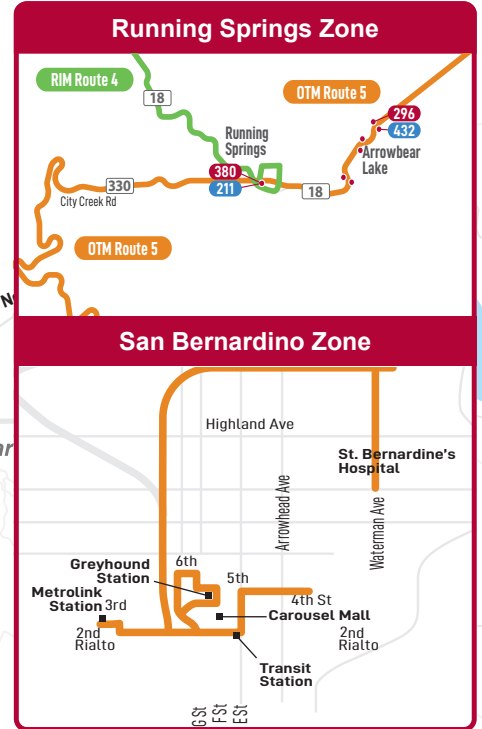 Running Springs Zone
RIM Route 4
18
OTM Route 5
296
432
Running
Springs
Arrowbear
Lake
380
211
330
18
City Creek Rd
OTM Route 5
San Bernardino Zone
Highland Ave
St. Bernardine's
Hospital
Arrowhead Ave
Waterman Ave
6th
Greyhound
Station
5th
Metrolink
Station
3rd
4th St
Carousel Mall
2nd
Rialto
2nd
Rialto
Transit
Station
G St
F St
E St